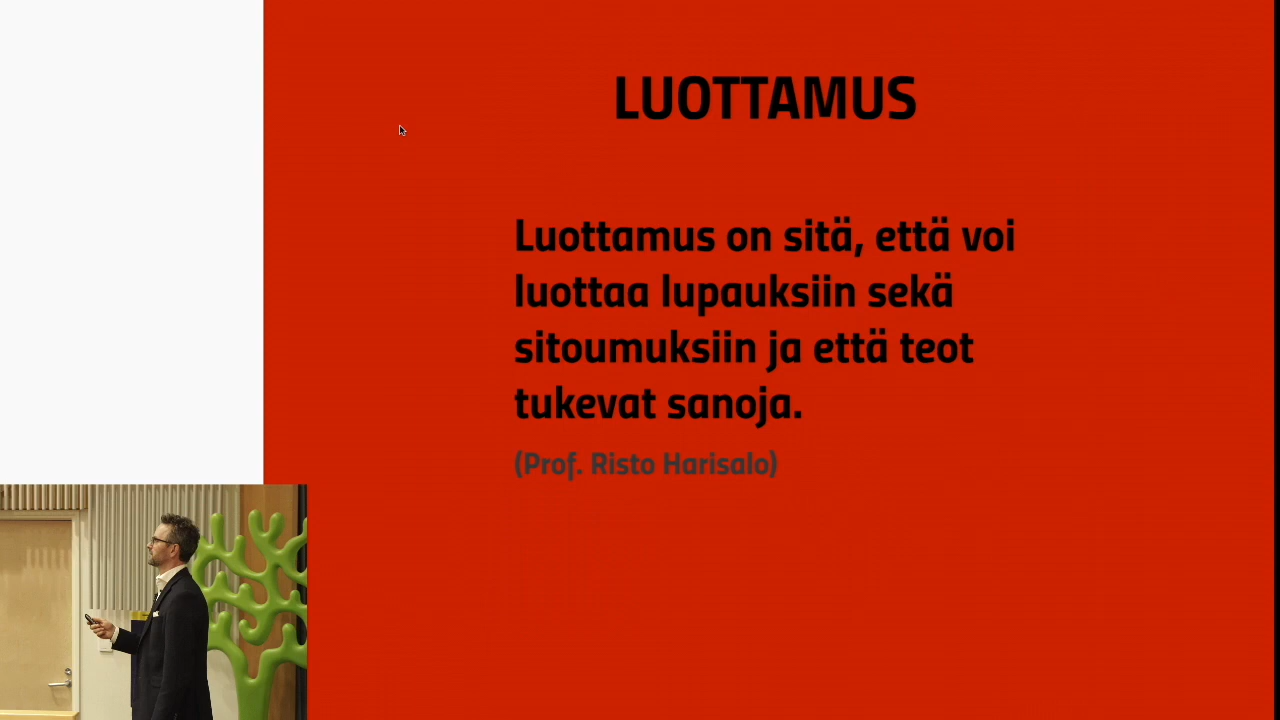 LUOTTAMUS
Luottamus on sitä, että voi
luottaa lupauksiin sekä
sitoumuksiin ja että teot
tukevat sanoja.
(Prof. Risto Harisalo)